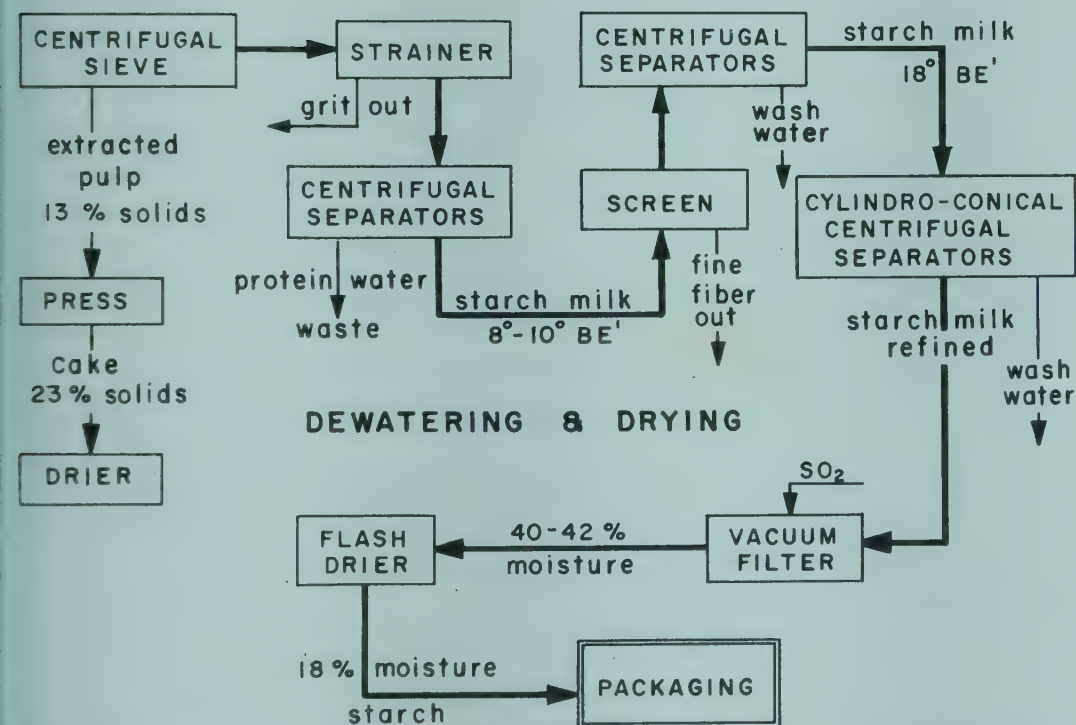 CENTRIFUGAL
SIEVE
STRAINER
grit out
extracted
pulp
13 % solids
PRESS
Cake
23 % solids
DRIER
CENTRIFUGAL
SEPARATORS
protein water
waste
starch milk
8°-10° BE'
SCREEN
fine
fiber
out
CENTRIFUGAL
SEPARATORS
wash
water
starch milk
18° BE'
CYLINDRO-CONICAL
CENTRIFUGAL
SEPARATORS
starch milk
refined
wash
water
DEWATERING & DRYING
SO₂
VACUUM
FILTER
40-42 %
moisture
FLASH
DRIER
18 % moisture
starch
PACKAGING